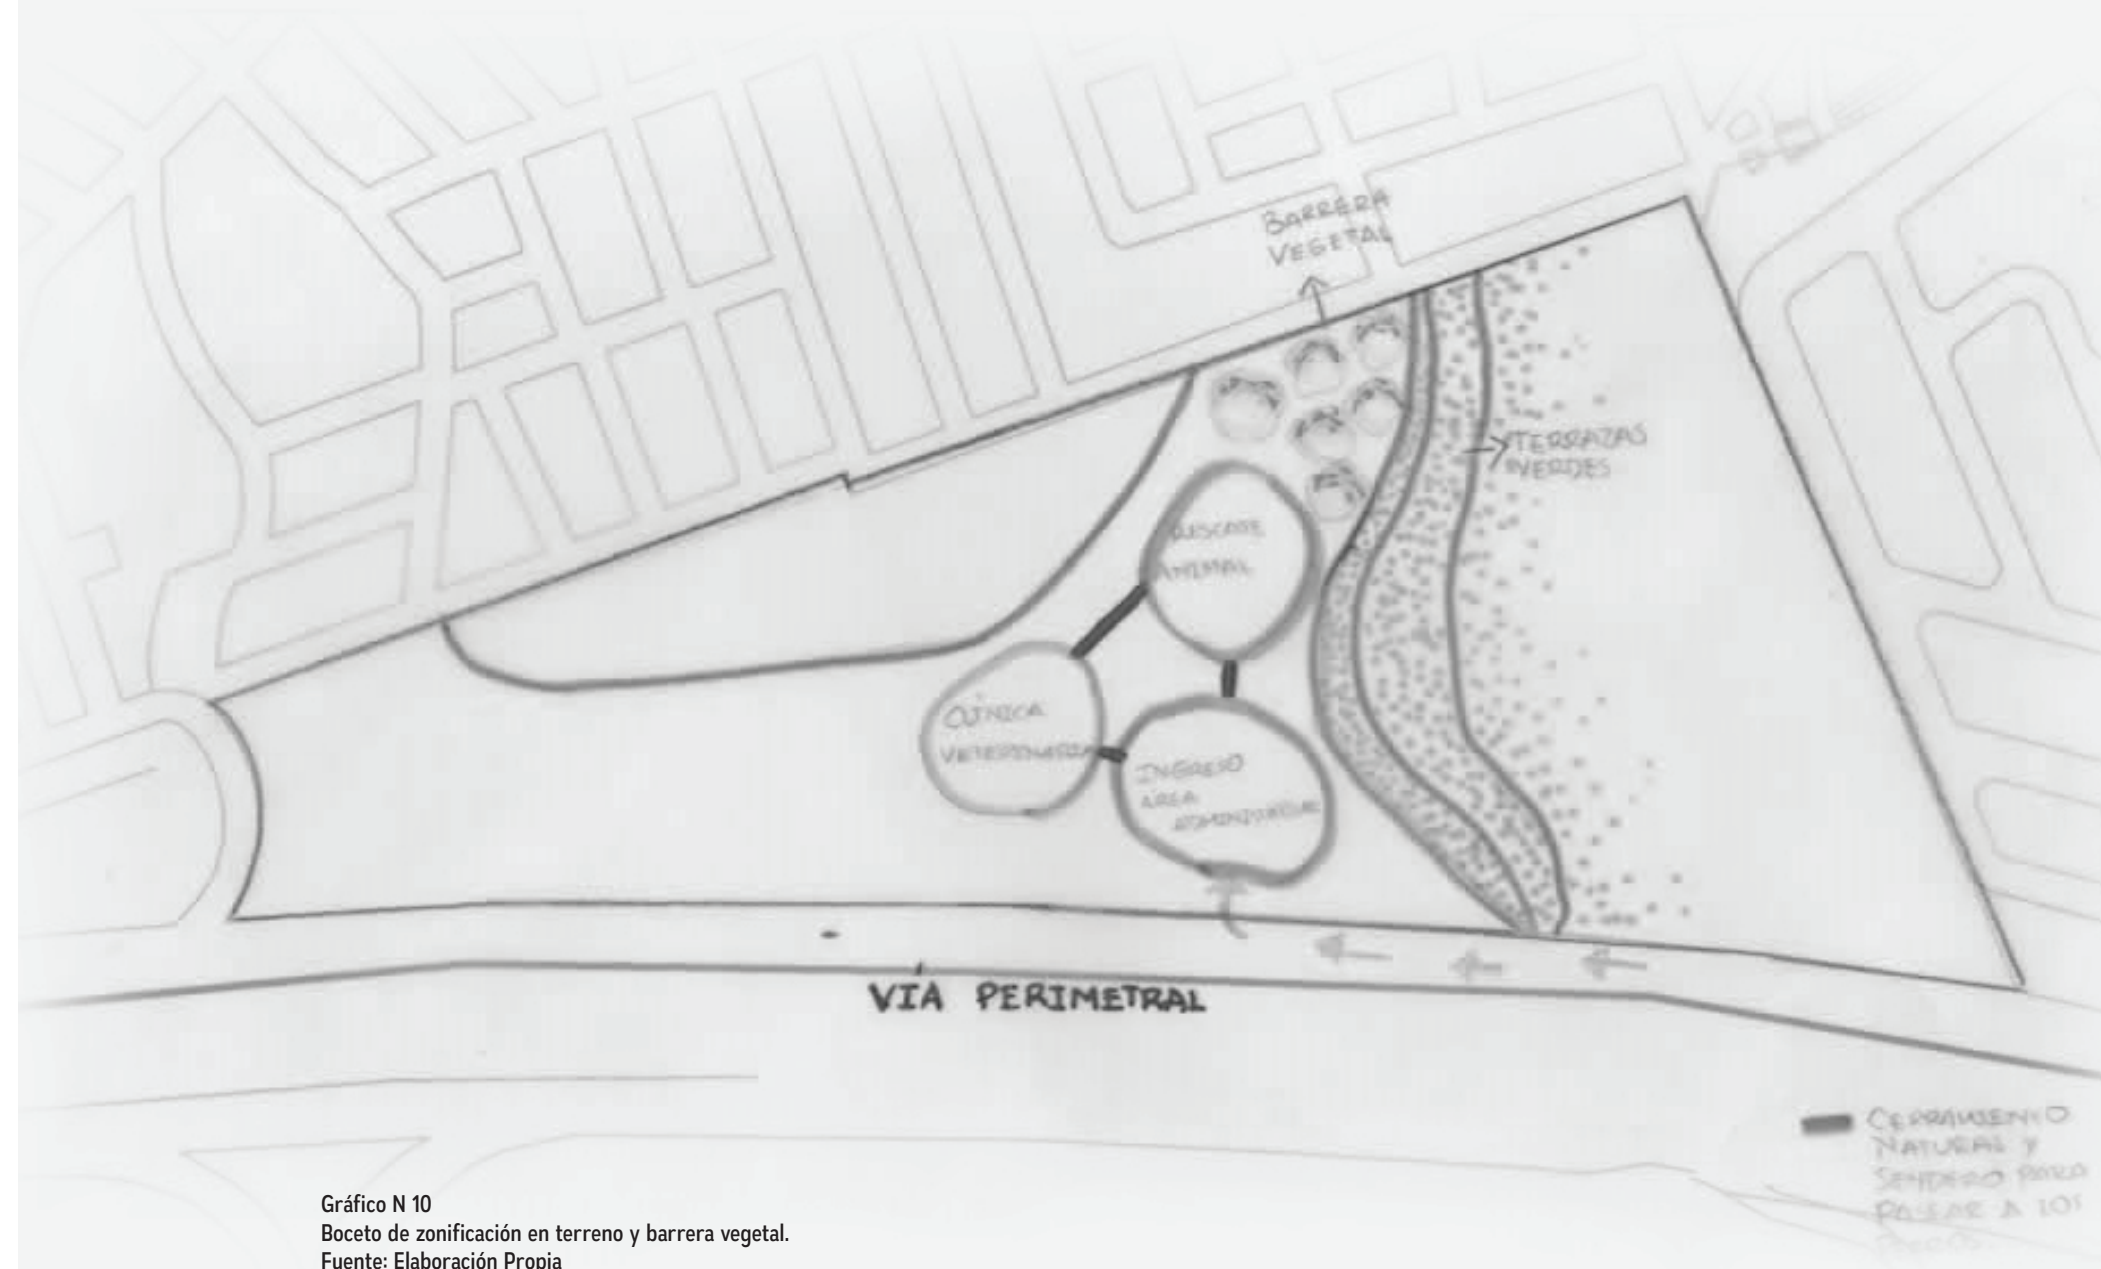 BARRERA
VEGETAL
TERRAZAS
VERDES
RESCATE
ANIMAL
CLÍNICA
VETERINARIA
INGRESO
ÁREA
VIA PERIMETRAL
CERRAMIENTO
NATURAL Y
SENDERO PARA
PASEAR A LOS
PERROS
Gráfico N 10
Boceto de zonificación en terreno y barrera vegetal.
Fuente: Elaboración Propia